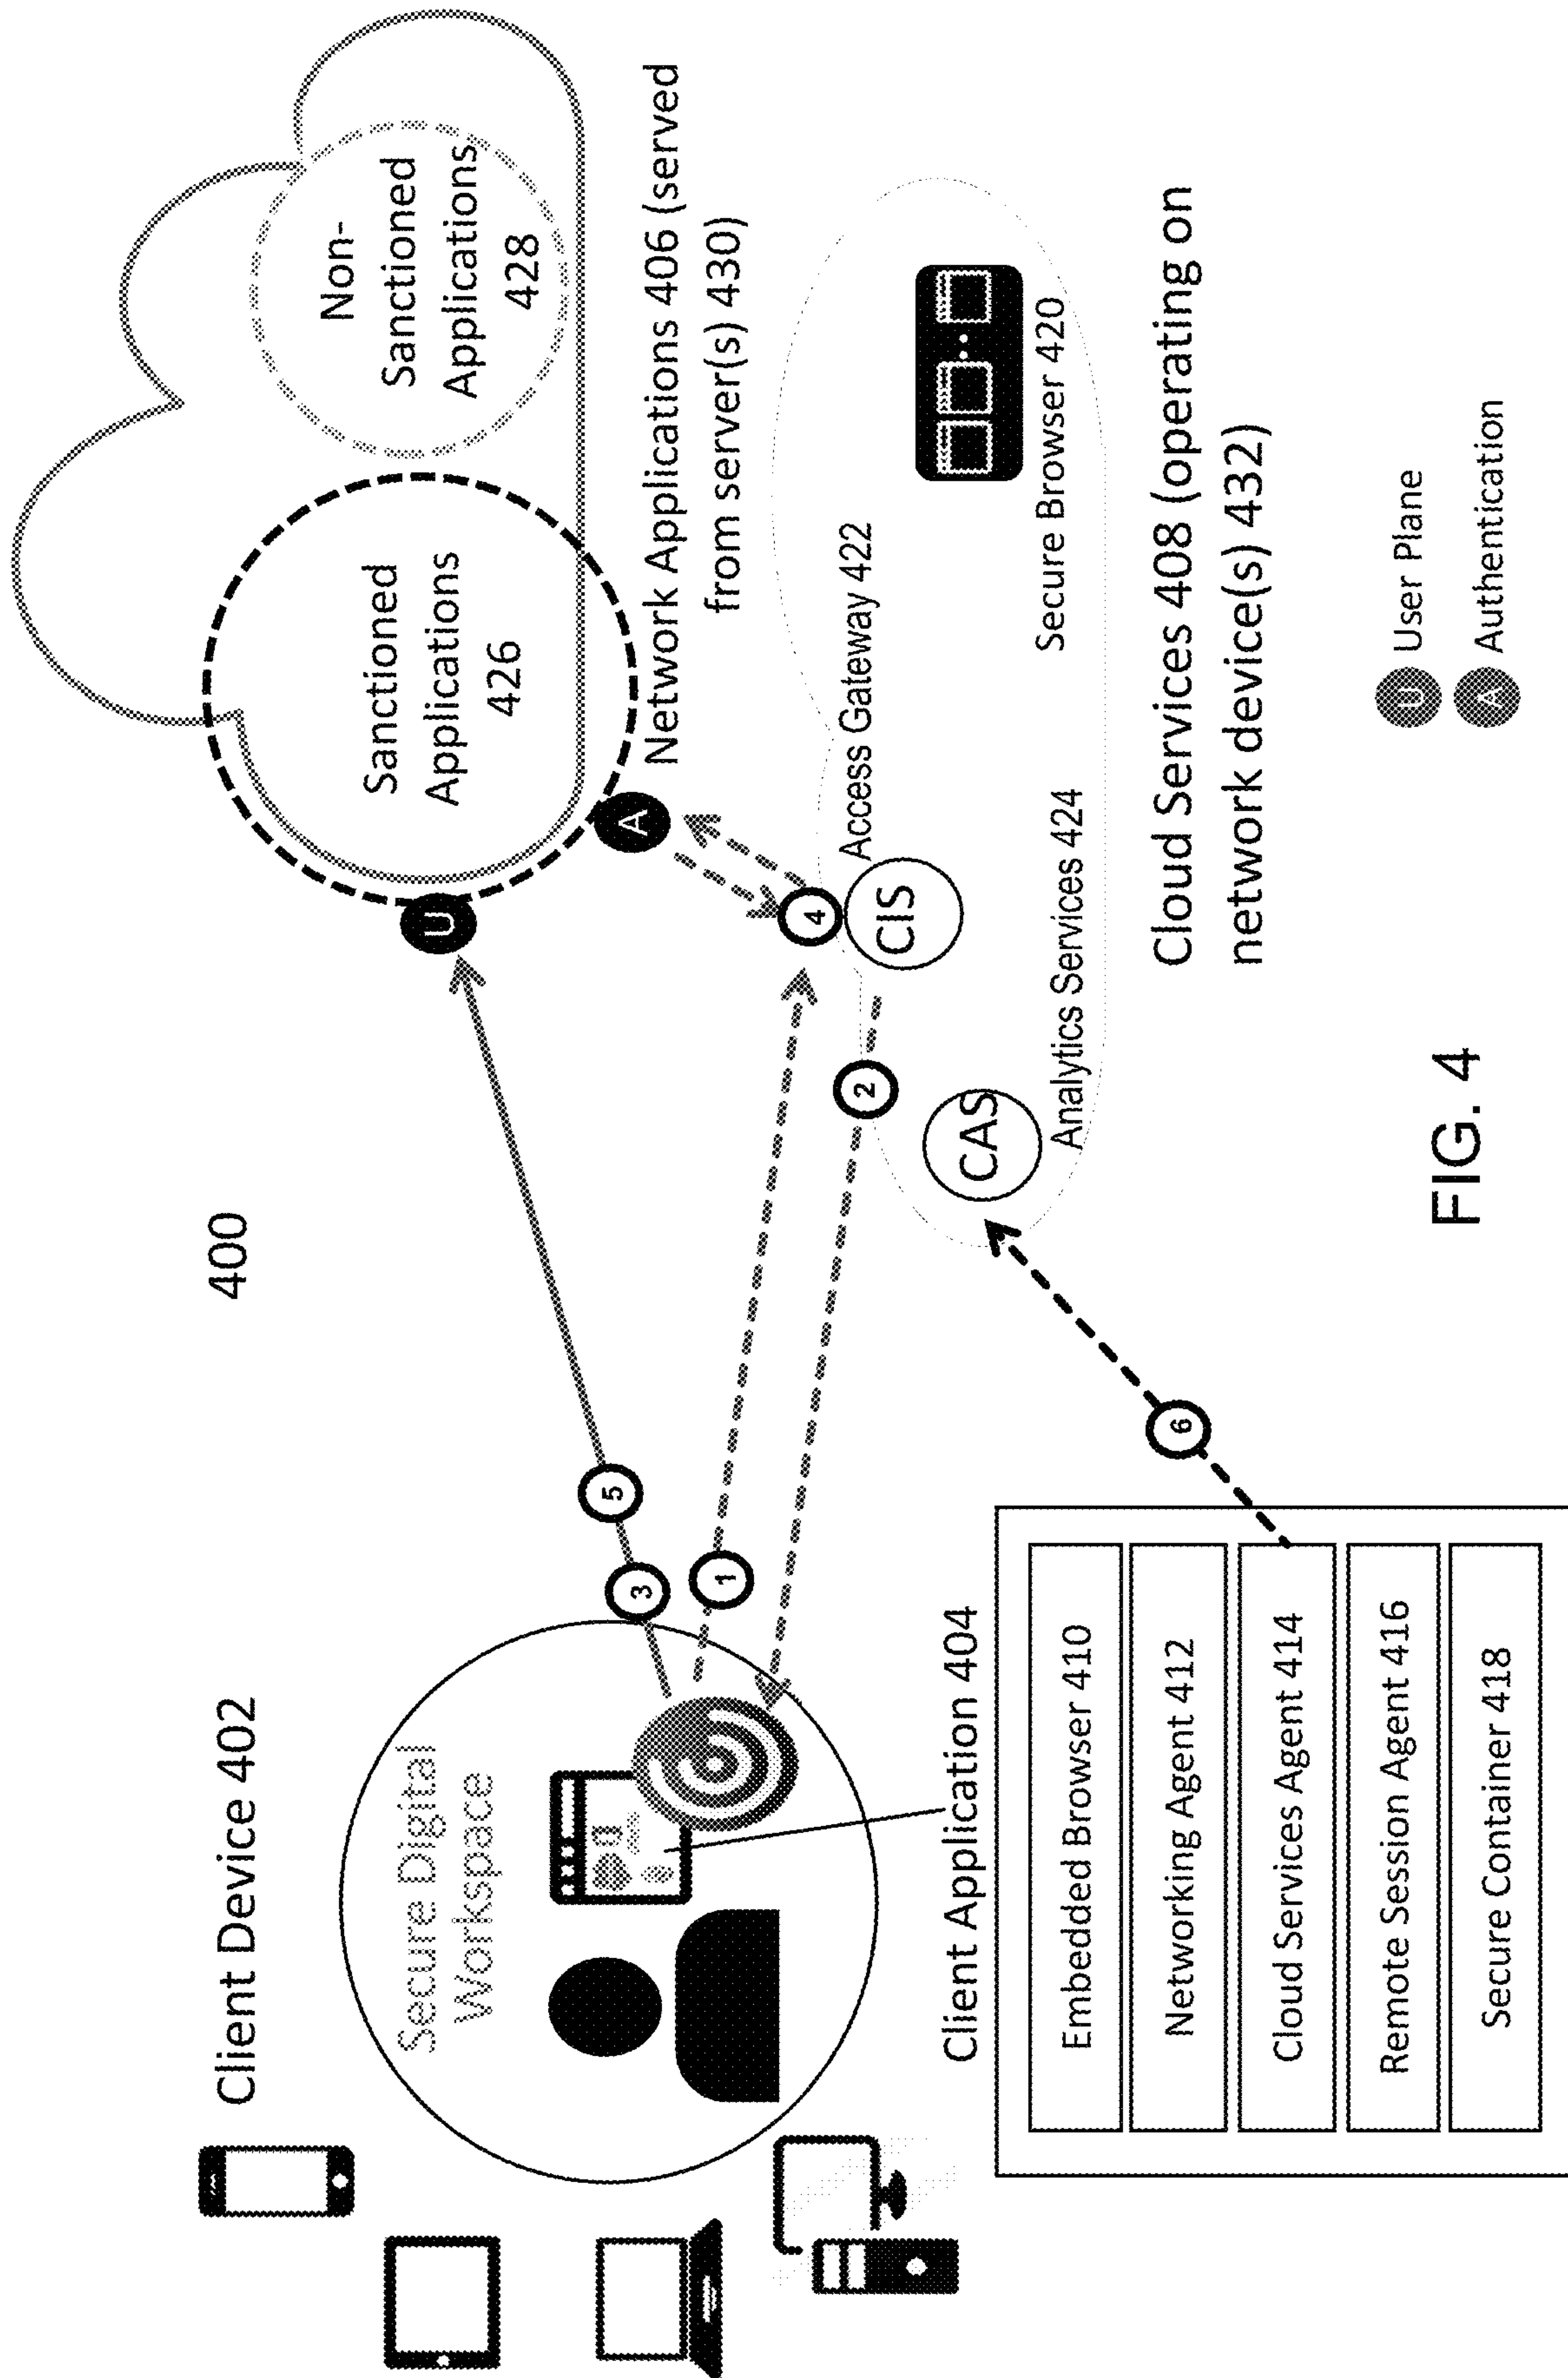 400
Client Device 402
Secure Digital
Workspace
3
5
1
2
4
6
U
A
Sanctioned
Applications
426
Non-
Sanctioned
Applications
428
Network Applications 406 (served
from server(s) 430)
Access Gateway 422
CIS
CAS
Analytics Services 424
Secure Browser 420
Cloud Services 408 (operating on
network device(s) 432)
Client Application 404
Embedded Browser 410
Networking Agent 412
Cloud Services Agent 414
Remote Session Agent 416
Secure Container 418
U User Plane
A Authentication
FIG. 4